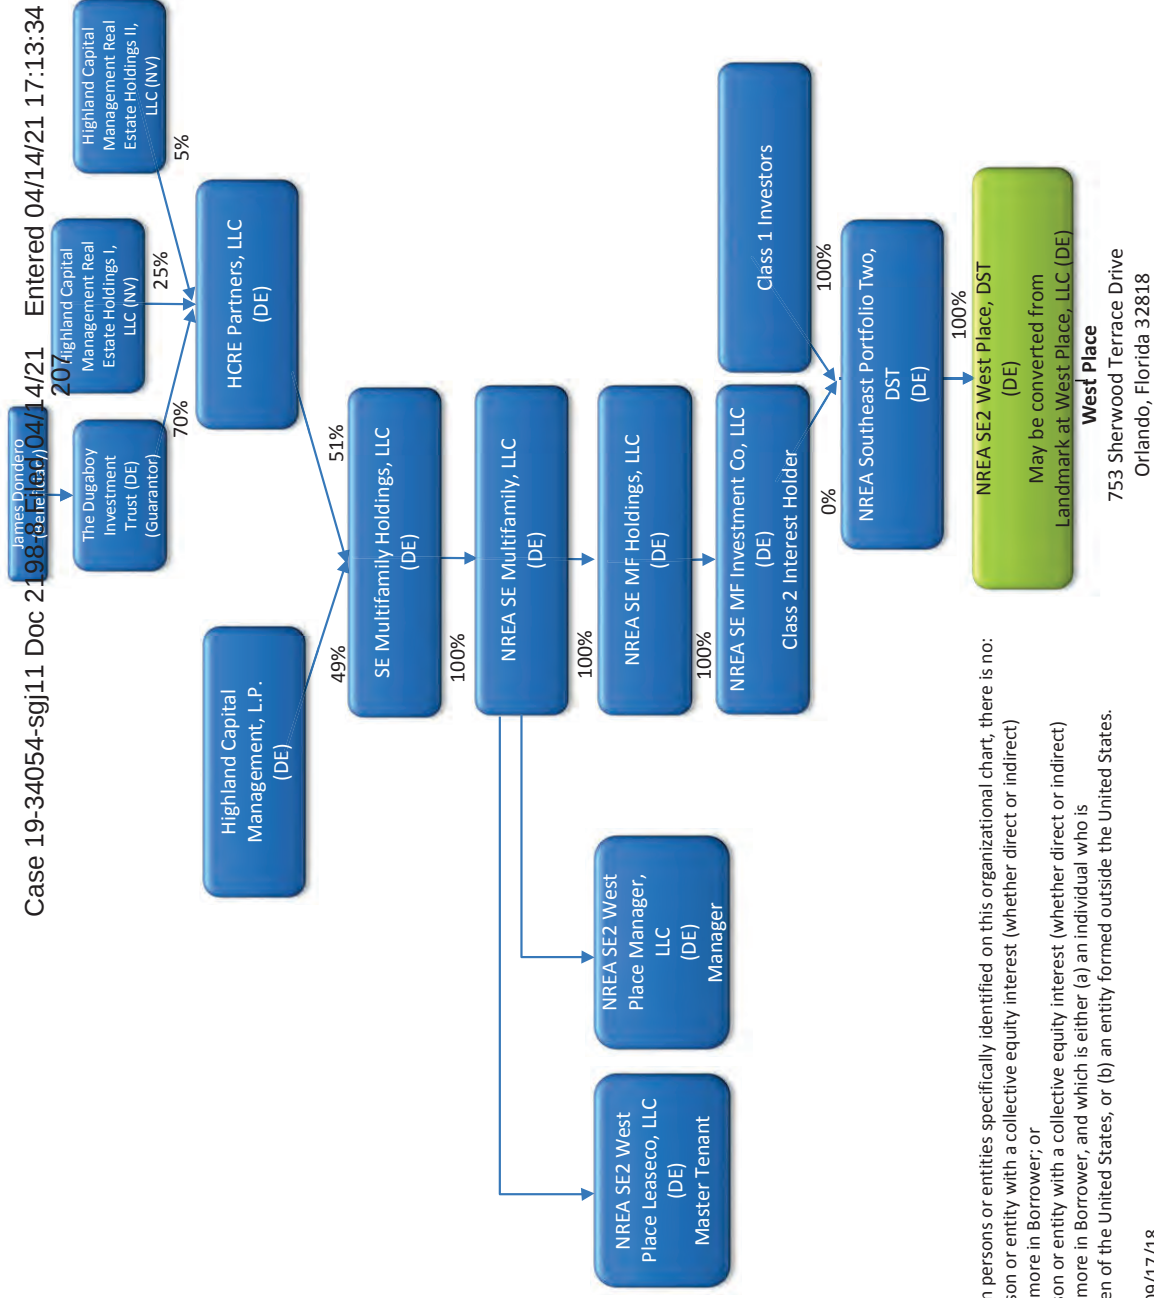 Case 19-34054-sgj11 Doc 2198-8 Filed 04/14/21 Entered 04/14/21 17:13:34
207
James Dondero
(Beneficiary)
The Dugaboy
Investment
Trust (DE)
(Guarantor)
Highland Capital
Management Real
Estate Holdings I,
LLC (NV)
Highland Capital
Management Real
Estate Holdings II,
LLC (NV)
70%
25%
5%
Highland Capital
Management, L.P.
(DE)
HCRE Partners, LLC
(DE)
49%
51%
SE Multifamily Holdings, LLC
(DE)
100%
NREA SE Multifamily, LLC
(DE)
100%
NREA SE2 West
Place Leaseco, LLC
(DE)
Master Tenant
NREA SE2 West
Place Manager,
LLC
(DE)
Manager
NREA SE MF Holdings, LLC
(DE)
100%
NREA SE MF Investment Co, LLC
(DE)
Class 2 Interest Holder
Class 1 Investors
0%
100%
NREA Southeast Portfolio Two,
DST
(DE)
100%
NREA SE2 West Place, DST
(DE)
May be converted from
Landmark at West Place, LLC (DE)
West Place
753 Sherwood Terrace Drive
Orlando, Florida 32818
persons or entities specifically identified on this organizational chart, there is no:
or entity with a collective equity interest (whether direct or indirect)
more in Borrower; or
or entity with a collective equity interest (whether direct or indirect)
more in Borrower, and which is either (a) an individual who is
of the United States, or (b) an entity formed outside the United States.
09/17/18